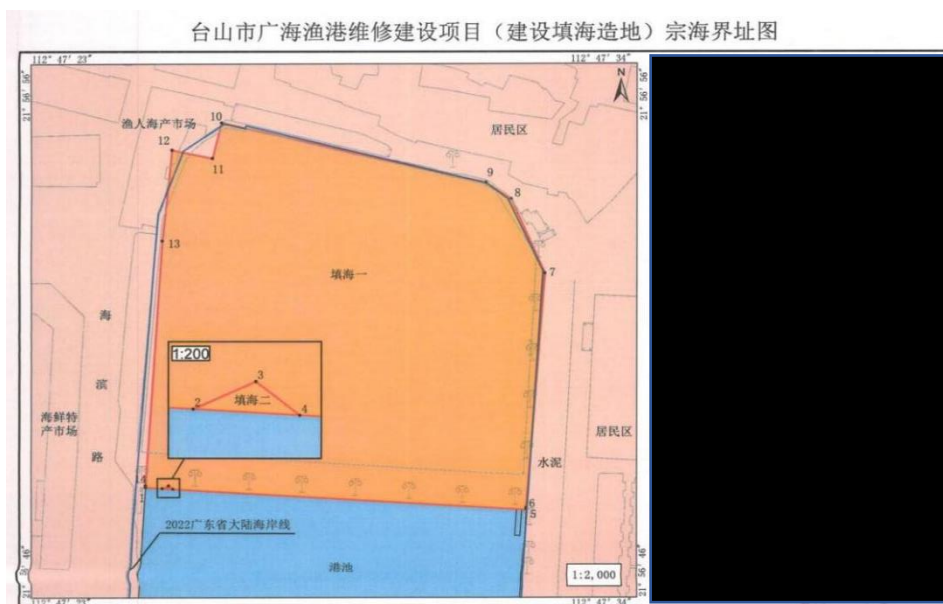 台山市广海渔港维修建设项目（建设填海造地）宗海界址图
112° 47′ 23″
112° 47′ 34″
21° 56′ 56″
21° 56′ 56″
N
渔人海产市场
10
居民区
12
11
9
8
13
填海一
7
海
滨
路
1:200
3
填海二
2
4
海鲜特
产市场
居民区
水泥
14
1
6
5
2022广东省大陆海岸线
港池
1:2,000
21° 56′ 46″
21° 56′ 46″
112° 47′ 23″
112° 47′ 34″